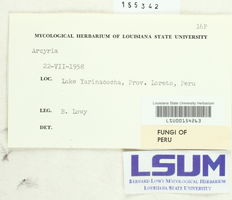 155342
16P
MYCOLOGICAL HERBARIUM OF LOUISIANA STATE UNIVERSITY
Arcyria
22-VII-1958
LOC. Lake Yarinacocha, Prov. Loreto, Peru
LEG. B. Lowy
DET.
Louisiana State University Herbarium
LSU00154263
FUNGI OF
PERU
LSUM
BERNARD LOWY MYCOLOGICAL HERBARIUM
LOUISIANA STATE UNIVERSITY